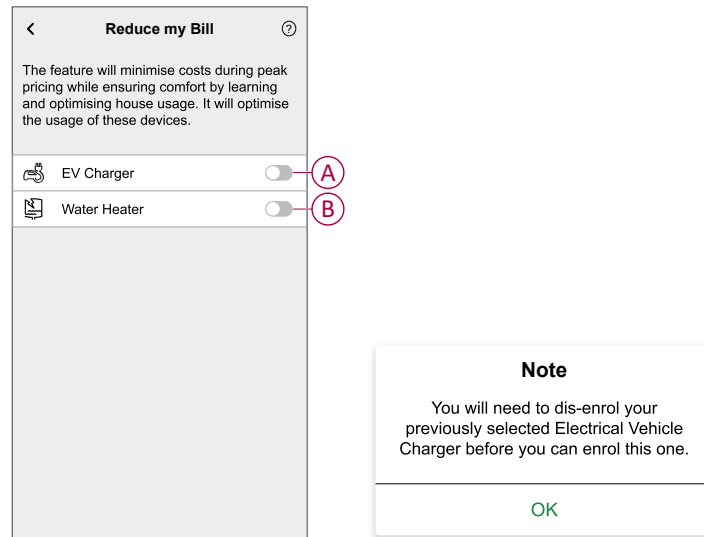 Reduce my Bill
The feature will minimise costs during peak
pricing while ensuring comfort by learning
and optimising house usage. It will optimise
the usage of these devices.
EV Charger
A
Water Heater
B
Note
You will need to dis-enrol your
previously selected Electrical Vehicle
Charger before you can enrol this one.
OK